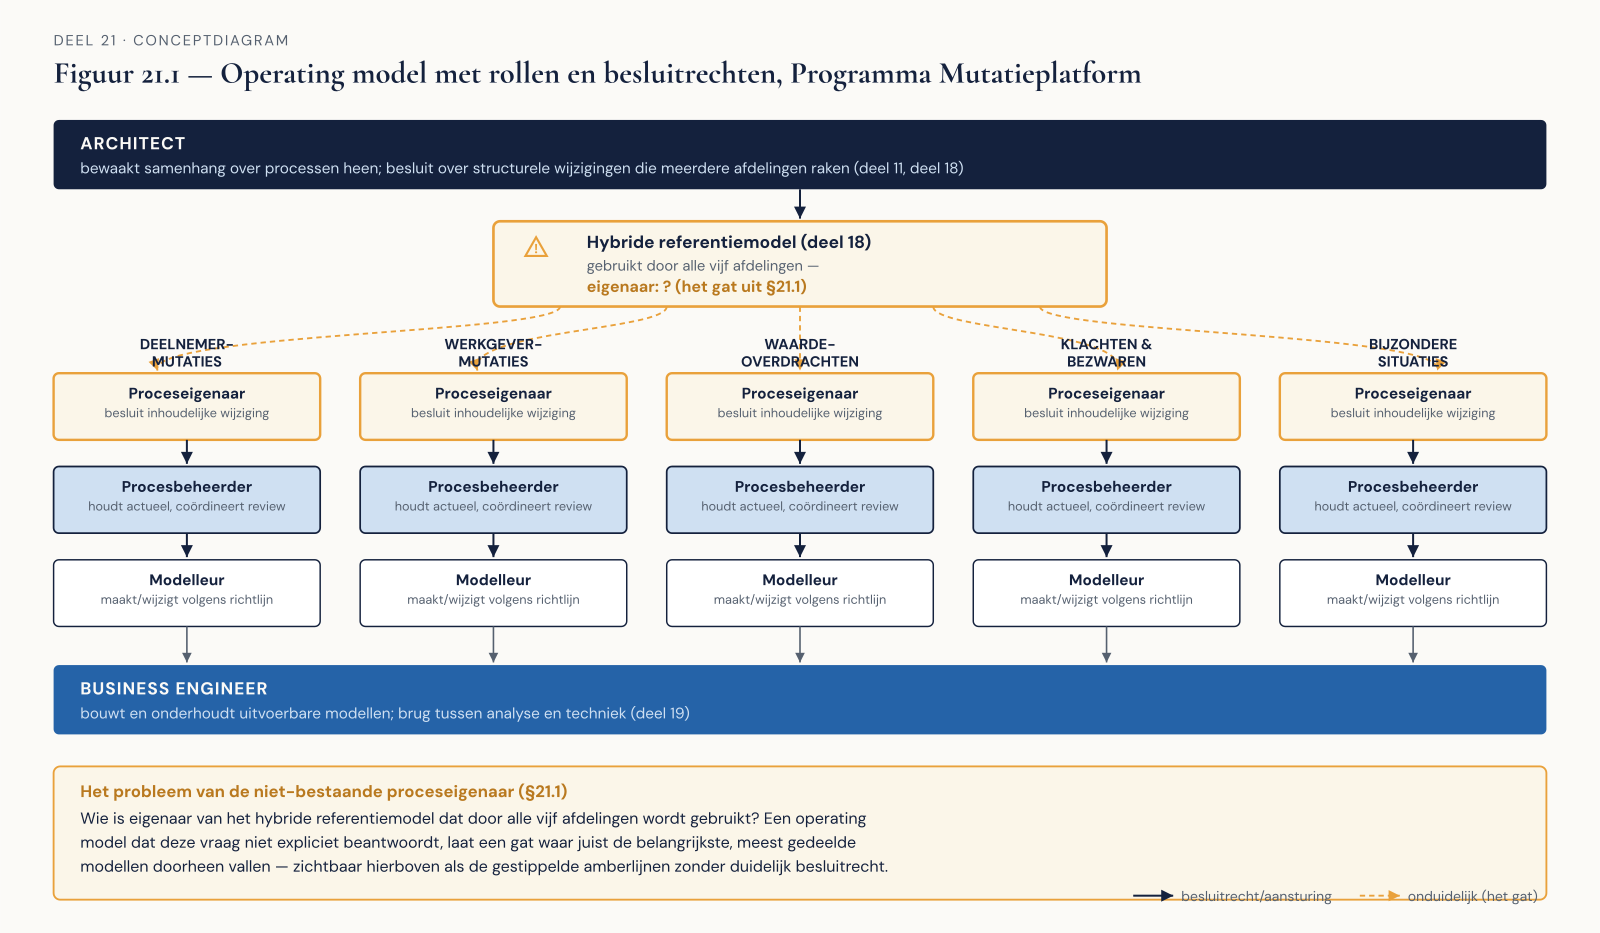 DEEL 21 · CONCEPTDIAGRAM
Figuur 21.1 — Operating model met rollen en besluitrechten, Programma Mutatieplatform
ARCHITECT
bewaakt samenhang over processen heen; besluit over structurele wijzigingen die meerdere afdelingen raken (deel 11, deel 18)
Hybride referentiemodel (deel 18)
gebruikt door alle vijf afdelingen —
eigenaar: ? (het gat uit §21.1)
DEELNEMER-
MUTATIES
Proceseigenaar
besluit inhoudelijke wijziging
Procesbeheerder
houdt actueel, coördineert review
Modelleur
maakt/wijzigt volgens richtlijn
WERKGEVER-
MUTATIES
Proceseigenaar
besluit inhoudelijke wijziging
Procesbeheerder
houdt actueel, coördineert review
Modelleur
maakt/wijzigt volgens richtlijn
WAARDE-
OVERDRACHTEN
Proceseigenaar
besluit inhoudelijke wijziging
Procesbeheerder
houdt actueel, coördineert review
Modelleur
maakt/wijzigt volgens richtlijn
KLACHTEN &
BEZWAREN
Proceseigenaar
besluit inhoudelijke wijziging
Procesbeheerder
houdt actueel, coördineert review
Modelleur
maakt/wijzigt volgens richtlijn
BIJZONDERE
SITUATIES
Proceseigenaar
besluit inhoudelijke wijziging
Procesbeheerder
houdt actueel, coördineert review
Modelleur
maakt/wijzigt volgens richtlijn
BUSINESS ENGINEER
bouwt en onderhoudt uitvoerbare modellen; brug tussen analyse en techniek (deel 19)
Het probleem van de niet-bestaande proceseigenaar (§21.1)
Wie is eigenaar van het hybride referentiemodel dat door alle vijf afdelingen wordt gebruikt? Een operating
model dat deze vraag niet expliciet beantwoordt, laat een gat waar juist de belangrijkste, meest gedeelde
modellen doorheen vallen — zichtbaar hierboven als de gestippelde amberlijnen zonder duidelijk besluitrecht.
besluitrecht/aansturing
onduidelijk (het gat)